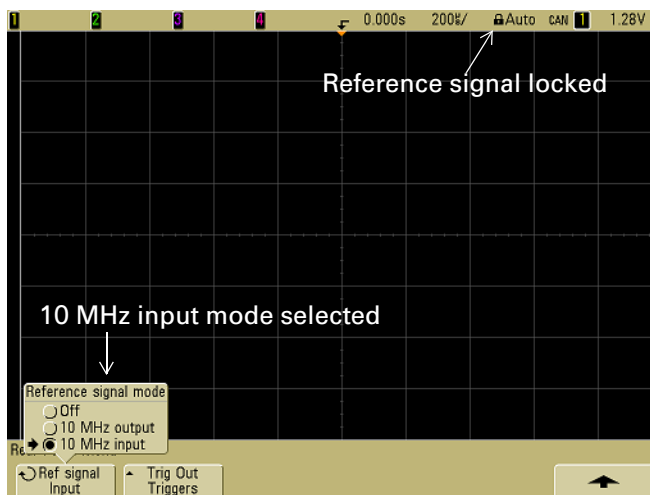 1 2 3 4 0.000s 200㎲/ Auto CAN 1 1.28V
Reference signal locked
10 MHz input mode selected
Reference signal mode
Off
10 MHz output
10 MHz input
Ref signal
Input
Trig Out
Triggers